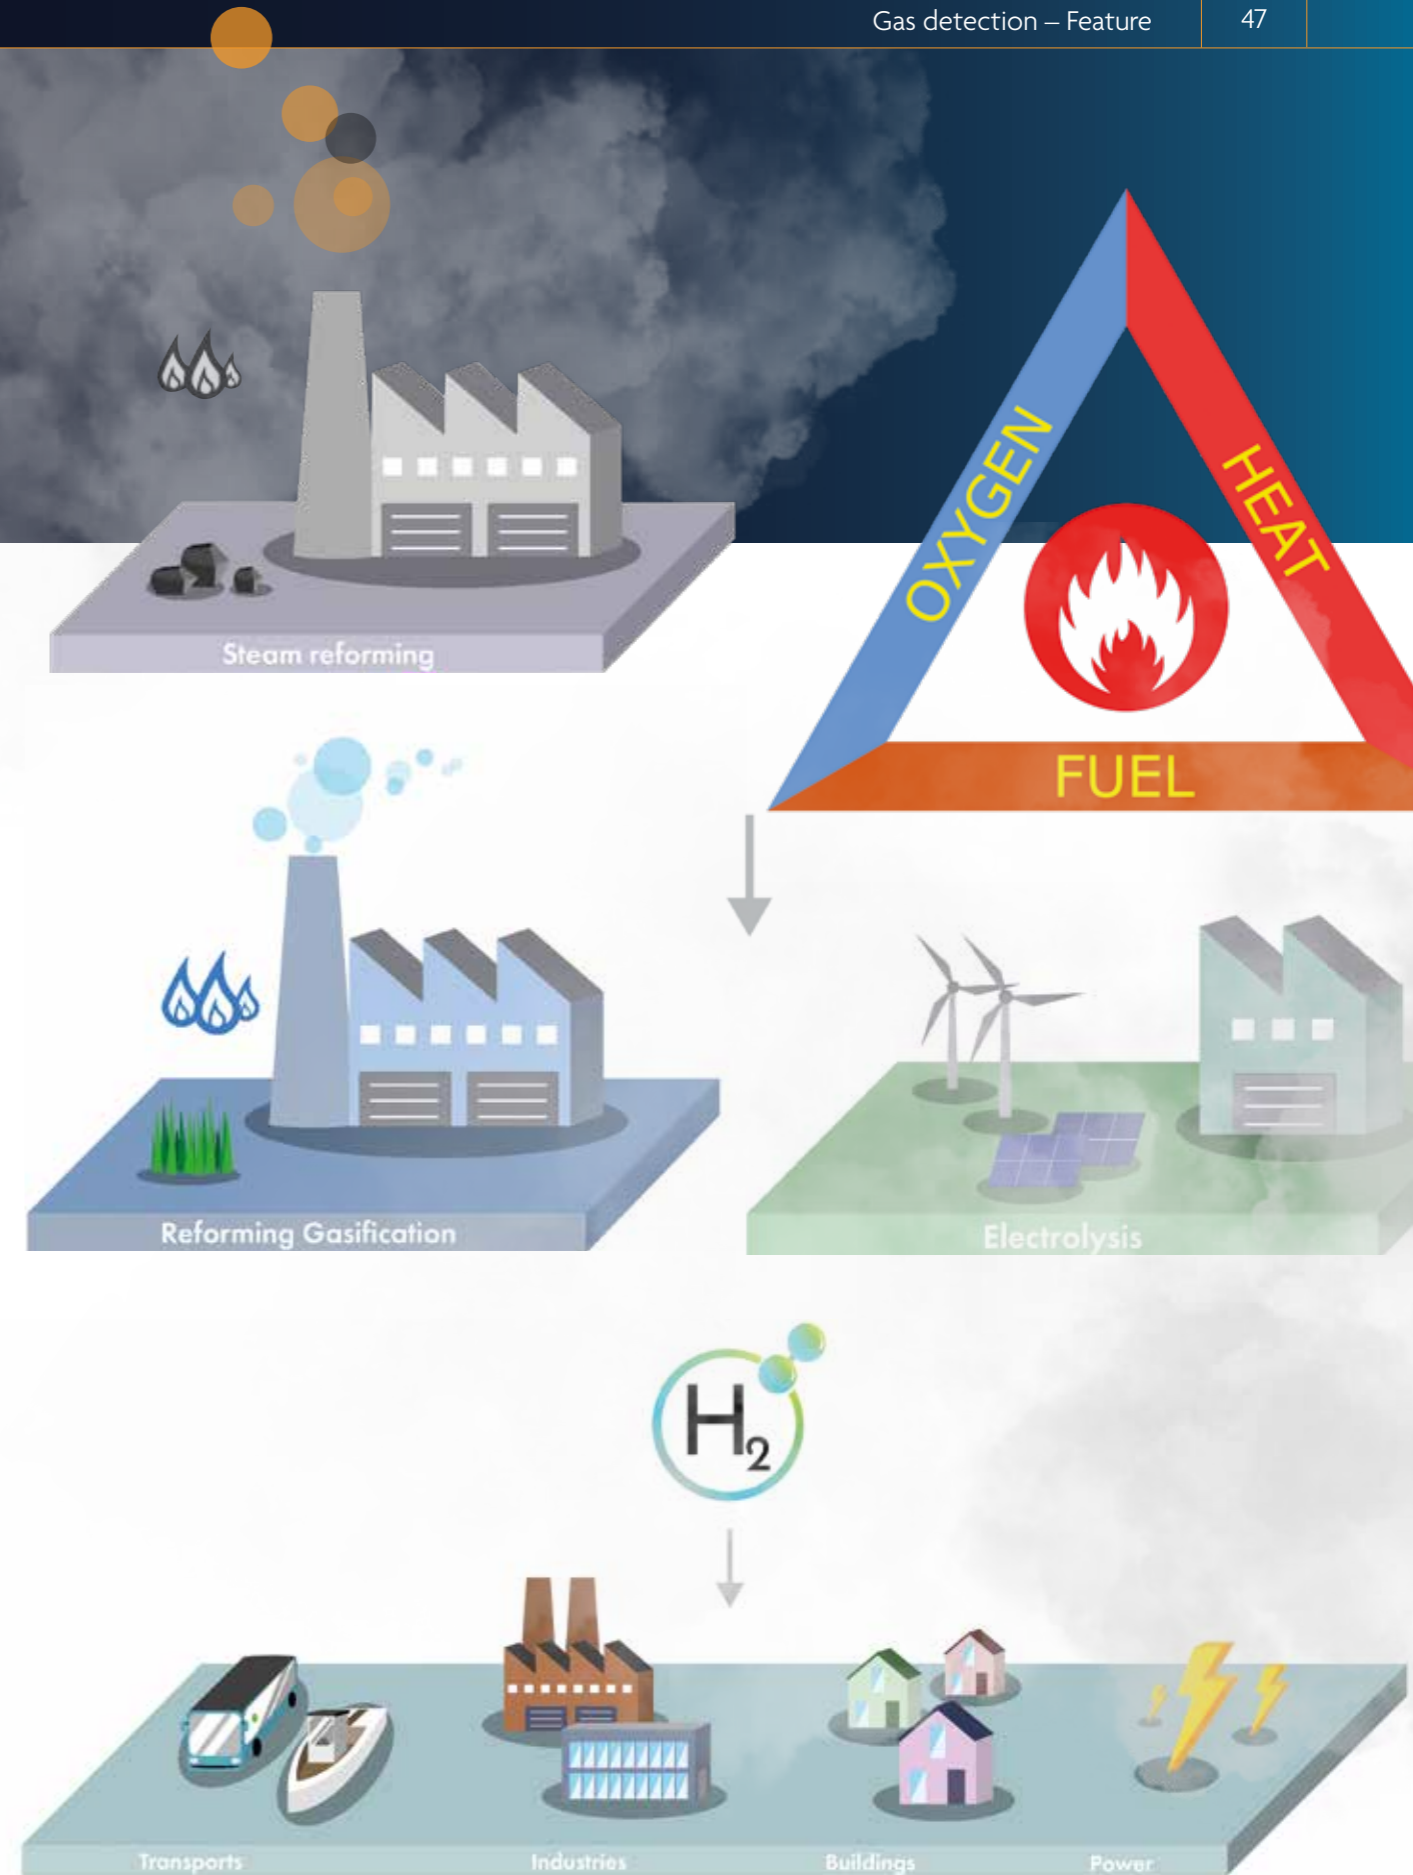 Gas detection – Feature 47
OXYGEN
HEAT
FUEL
Steam reforming
Reforming Gasification
Electrolysis
H₂
Transports
Industries
Buildings
Power